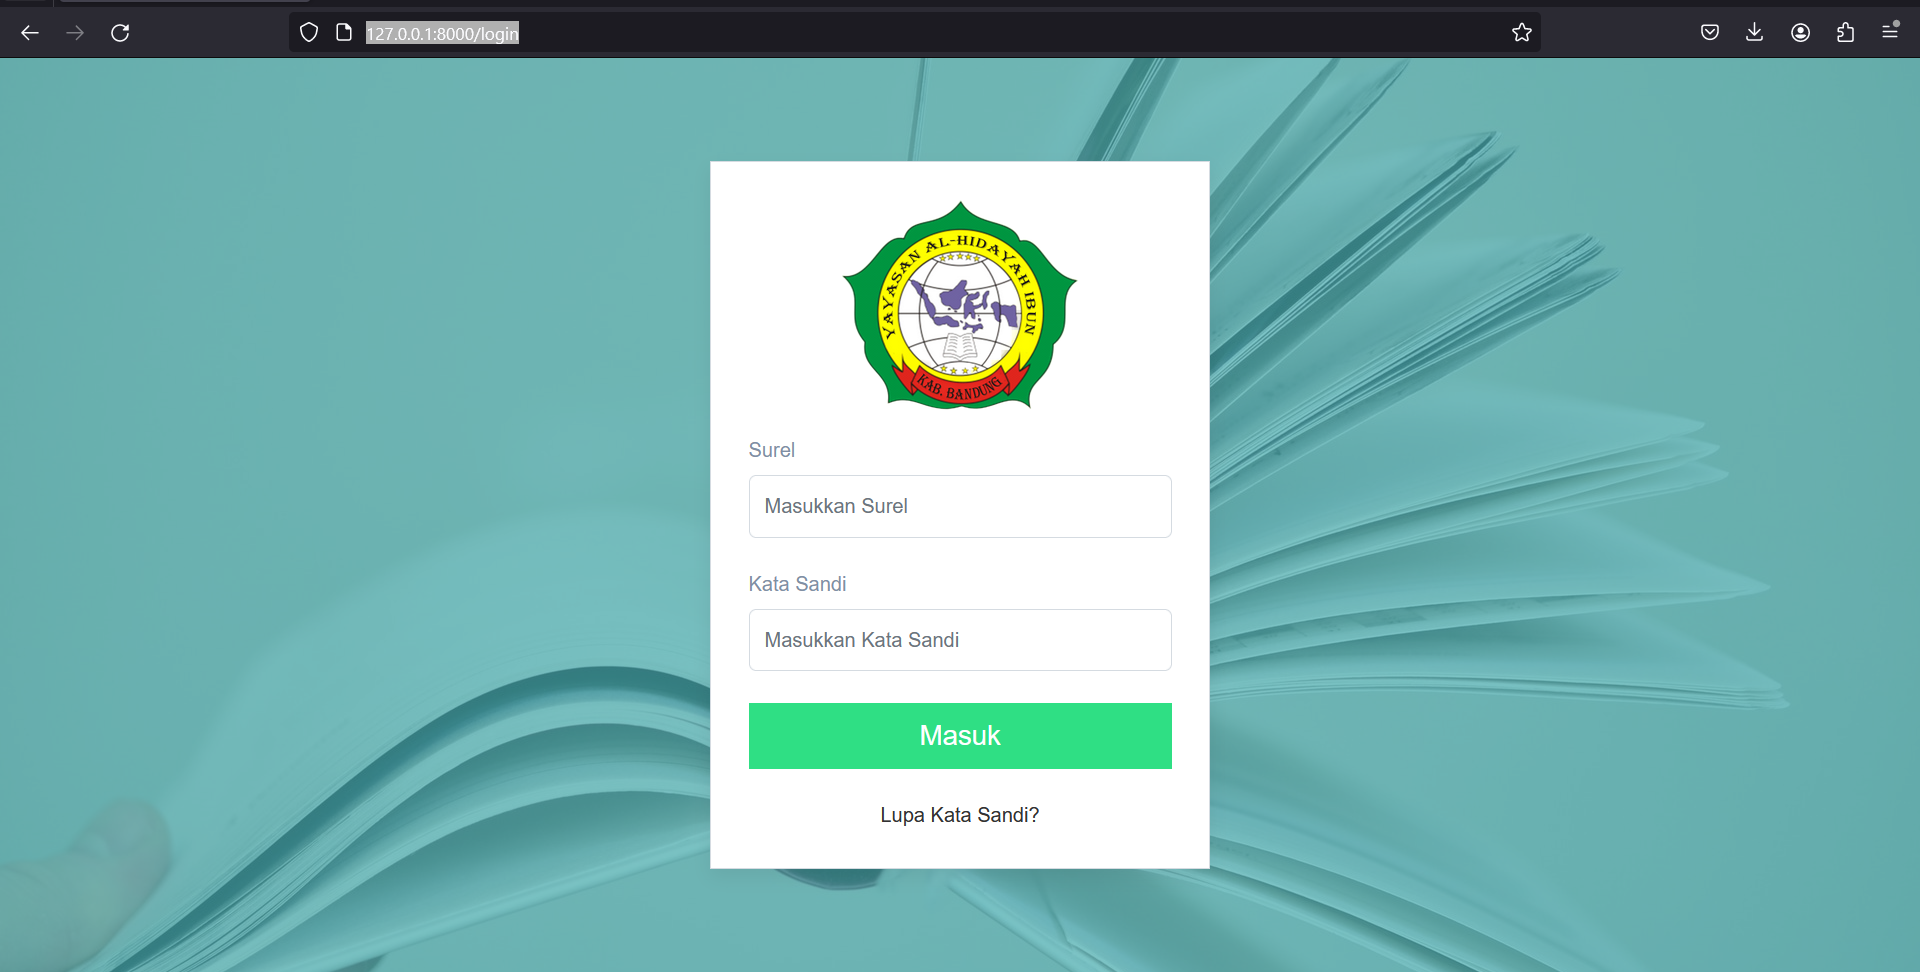 127.0.0.1:8000/login
YAYASAN AL-HIDAYAH IBUN
KAB. BANDUNG
Surel
Masukkan Surel
Kata Sandi
Masukkan Kata Sandi
Masuk
Lupa Kata Sandi?